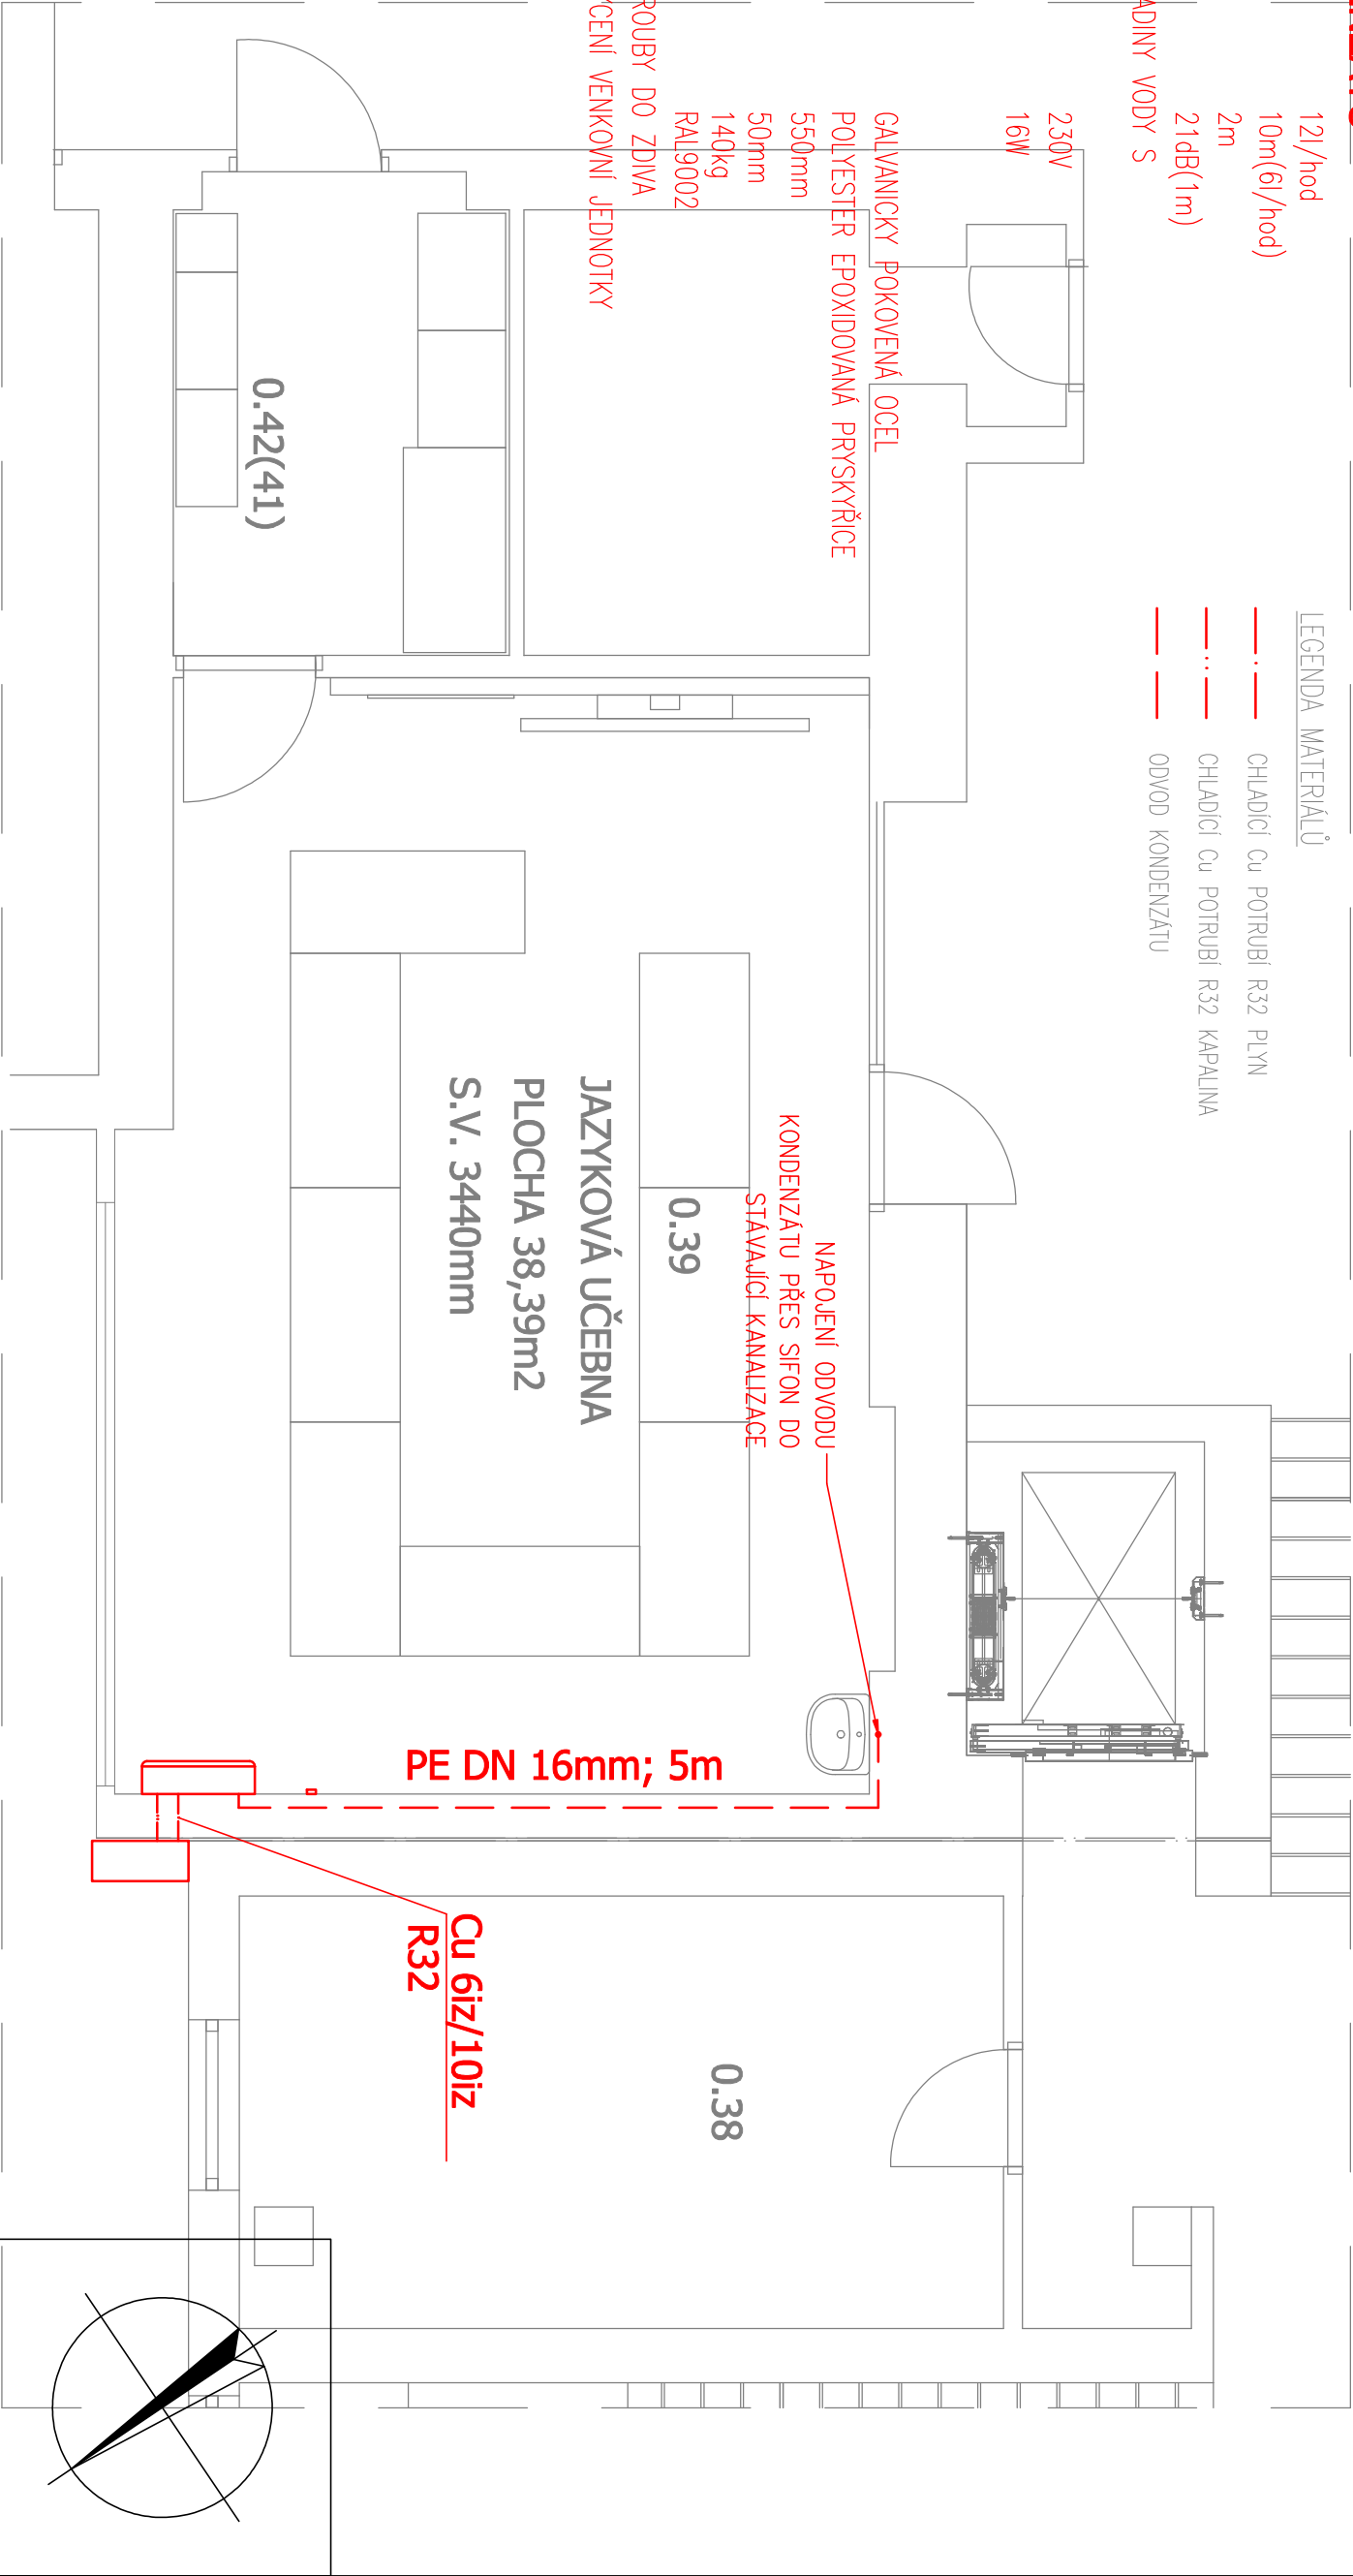 12l/hod
10m(6l/hod)
2m
21dB(1m)
ADINY VODY S
230V
16W
GALVANICKY POKOVENÁ OCEL
POLYESTER EPOXIDOVANÁ PRYSKYŘICE
550mm
50mm
140kg
RAL9002
ROUBY DO ZDIVA
CENÍ VENKOVNÍ JEDNOTKY
LEGENDA MATERIÁLŮ
CHLADÍCÍ Cu POTRUBÍ R32 PLYN
CHLADÍCÍ Cu POTRUBÍ R32 KAPALINA
ODVOD KONDENZÁTU
0.42(41)
NAPOJENÍ ODVODU
KONDENZÁTU PŘES SIFON DO
STÁVAJÍCÍ KANALIZACE
0.39
JAZYKOVÁ UČEBNA
PLOCHA 38,39m2
S.V. 3440mm
PE DN 16mm; 5m
Cu 6iz/10iz
R32
0.38